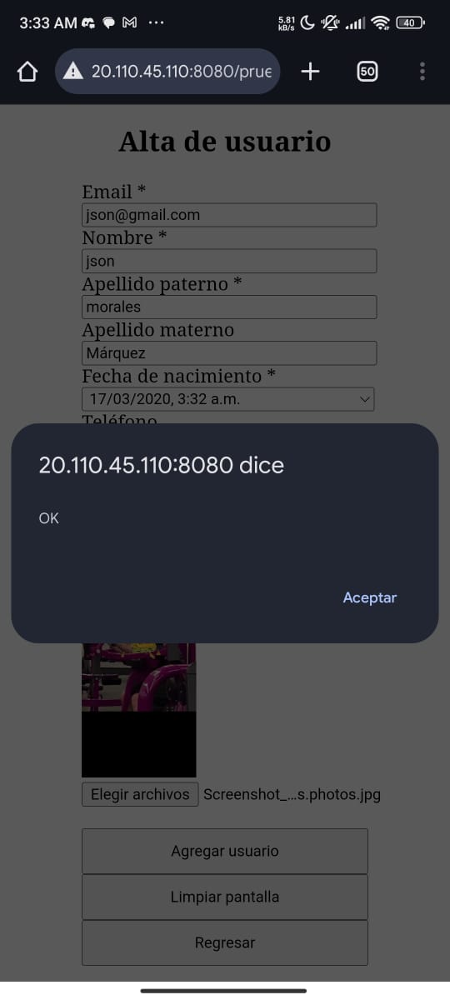 3:33 AM
5.81
kB/s
40
20.110.45.110:8080/prue
50
Alta de usuario
Email *
json@gmail.com
Nombre *
json
Apellido paterno *
morales
Apellido materno
Márquez
Fecha de nacimiento *
17/03/2020, 3:32 a.m.
Teléfono
20.110.45.110:8080 dice
OK
Aceptar
Elegir archivos Screenshot_...s.photos.jpg
Agregar usuario
Limpiar pantalla
Regresar